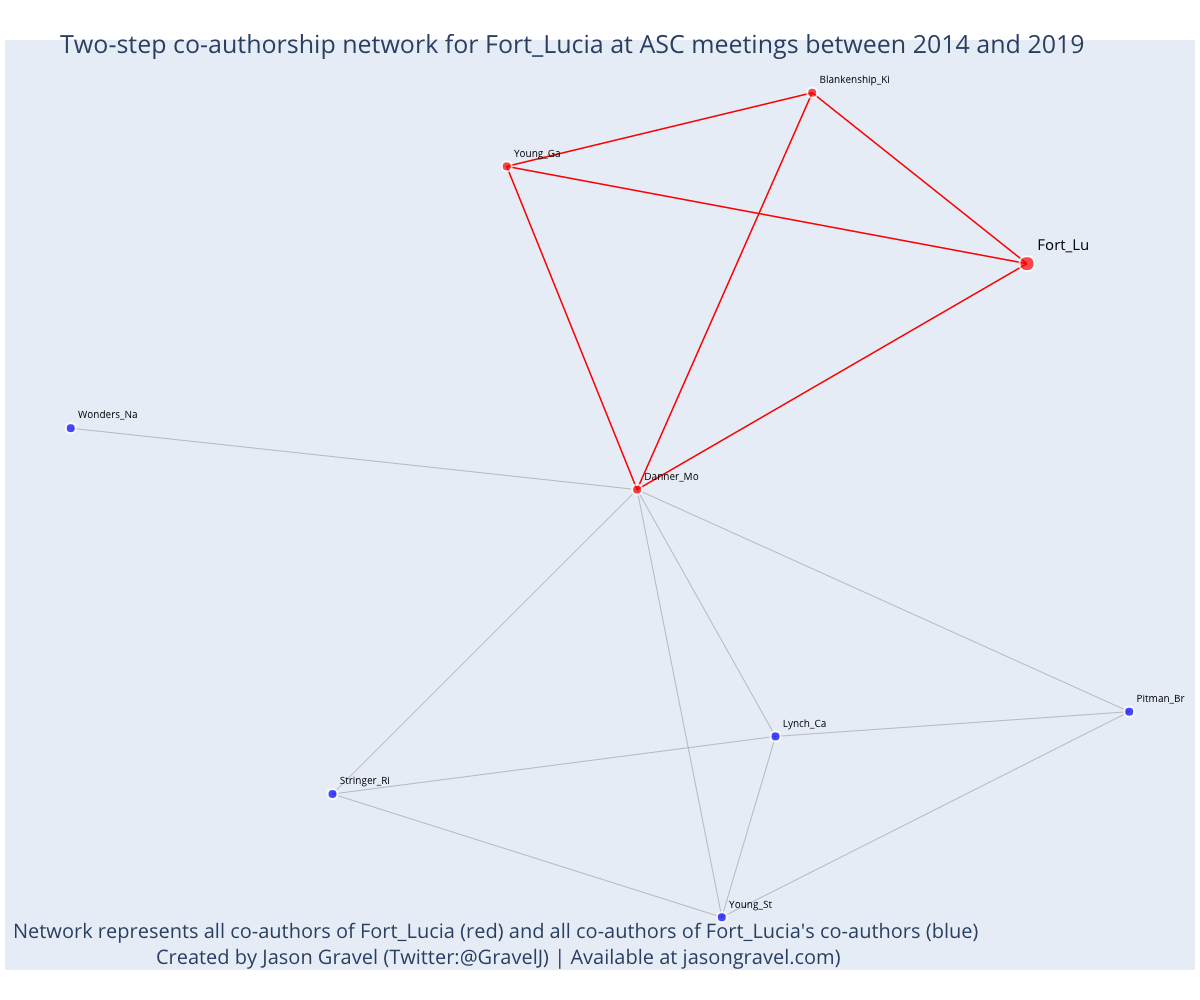 Two-step co-authorship network for Fort_Lucia at ASC meetings between 2014 and 2019
Blankenship_Ki
Young_Ga
Fort_Lu
Wonders_Na
Danner_Mo
Pitman_Br
Lynch_Ca
Stringer_Ri
Young_St
Network represents all co-authors of Fort_Lucia (red) and all co-authors of Fort_Lucia's co-authors (blue)
Created by Jason Gravel (Twitter:@GravelJ) | Available at jasongravel.com)